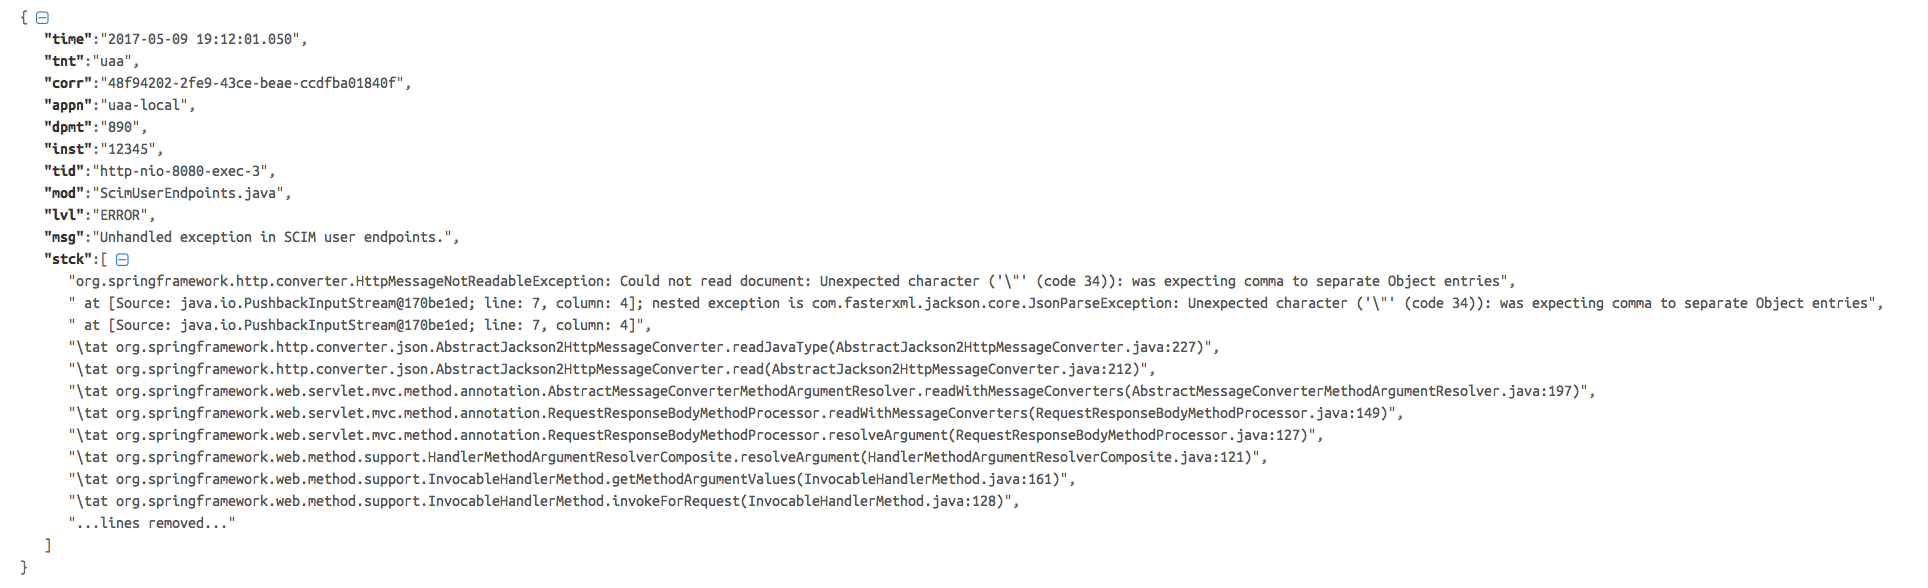 {
"time":"2017-05-09 19:12:01.050",
"tnt":"uaa",
"corr":"48f94202-2fe9-43ce-beae-ccdfba01840f",
"appn":"uaa-local",
"dpmt":"890",
"inst":"12345",
"tid":"http-nio-8080-exec-3",
"mod":"ScimUserEndpoints.java",
"lvl":"ERROR",
"msg":"Unhandled exception in SCIM user endpoints.",
"stck":[
"org.springframework.http.converter.HttpMessageNotReadableException: Could not read document: Unexpected character ('\"' (code 34)): was expecting comma to separate Object entries",
" at [Source: java.io.PushbackInputStream@170be1ed; line: 7, column: 4]; nested exception is com.fasterxml.jackson.core.JsonParseException: Unexpected character ('\"' (code 34)): was expecting comma to separate Object entries",
" at [Source: java.io.PushbackInputStream@170be1ed; line: 7, column: 4]",
"\tat org.springframework.http.converter.json.AbstractJackson2HttpMessageConverter.readJavaType(AbstractJackson2HttpMessageConverter.java:227)",
"\tat org.springframework.http.converter.json.AbstractJackson2HttpMessageConverter.read(AbstractJackson2HttpMessageConverter.java:212)",
"\tat org.springframework.web.servlet.mvc.method.annotation.AbstractMessageConverterMethodArgumentResolver.readWithMessageConverters(AbstractMessageConverterMethodArgumentResolver.java:197)",
"\tat org.springframework.web.servlet.mvc.method.annotation.RequestResponseBodyMethodProcessor.readWithMessageConverters(RequestResponseBodyMethodProcessor.java:149)",
"\tat org.springframework.web.servlet.mvc.method.annotation.RequestResponseBodyMethodProcessor.resolveArgument(RequestResponseBodyMethodProcessor.java:127)",
"\tat org.springframework.web.method.support.HandlerMethodArgumentResolverComposite.resolveArgument(HandlerMethodArgumentResolverComposite.java:121)",
"\tat org.springframework.web.method.support.InvocableHandlerMethod.getMethodArgumentValues(InvocableHandlerMethod.java:161)",
"\tat org.springframework.web.method.support.InvocableHandlerMethod.invokeForRequest(InvocableHandlerMethod.java:128)",
"...lines removed..."
]
}